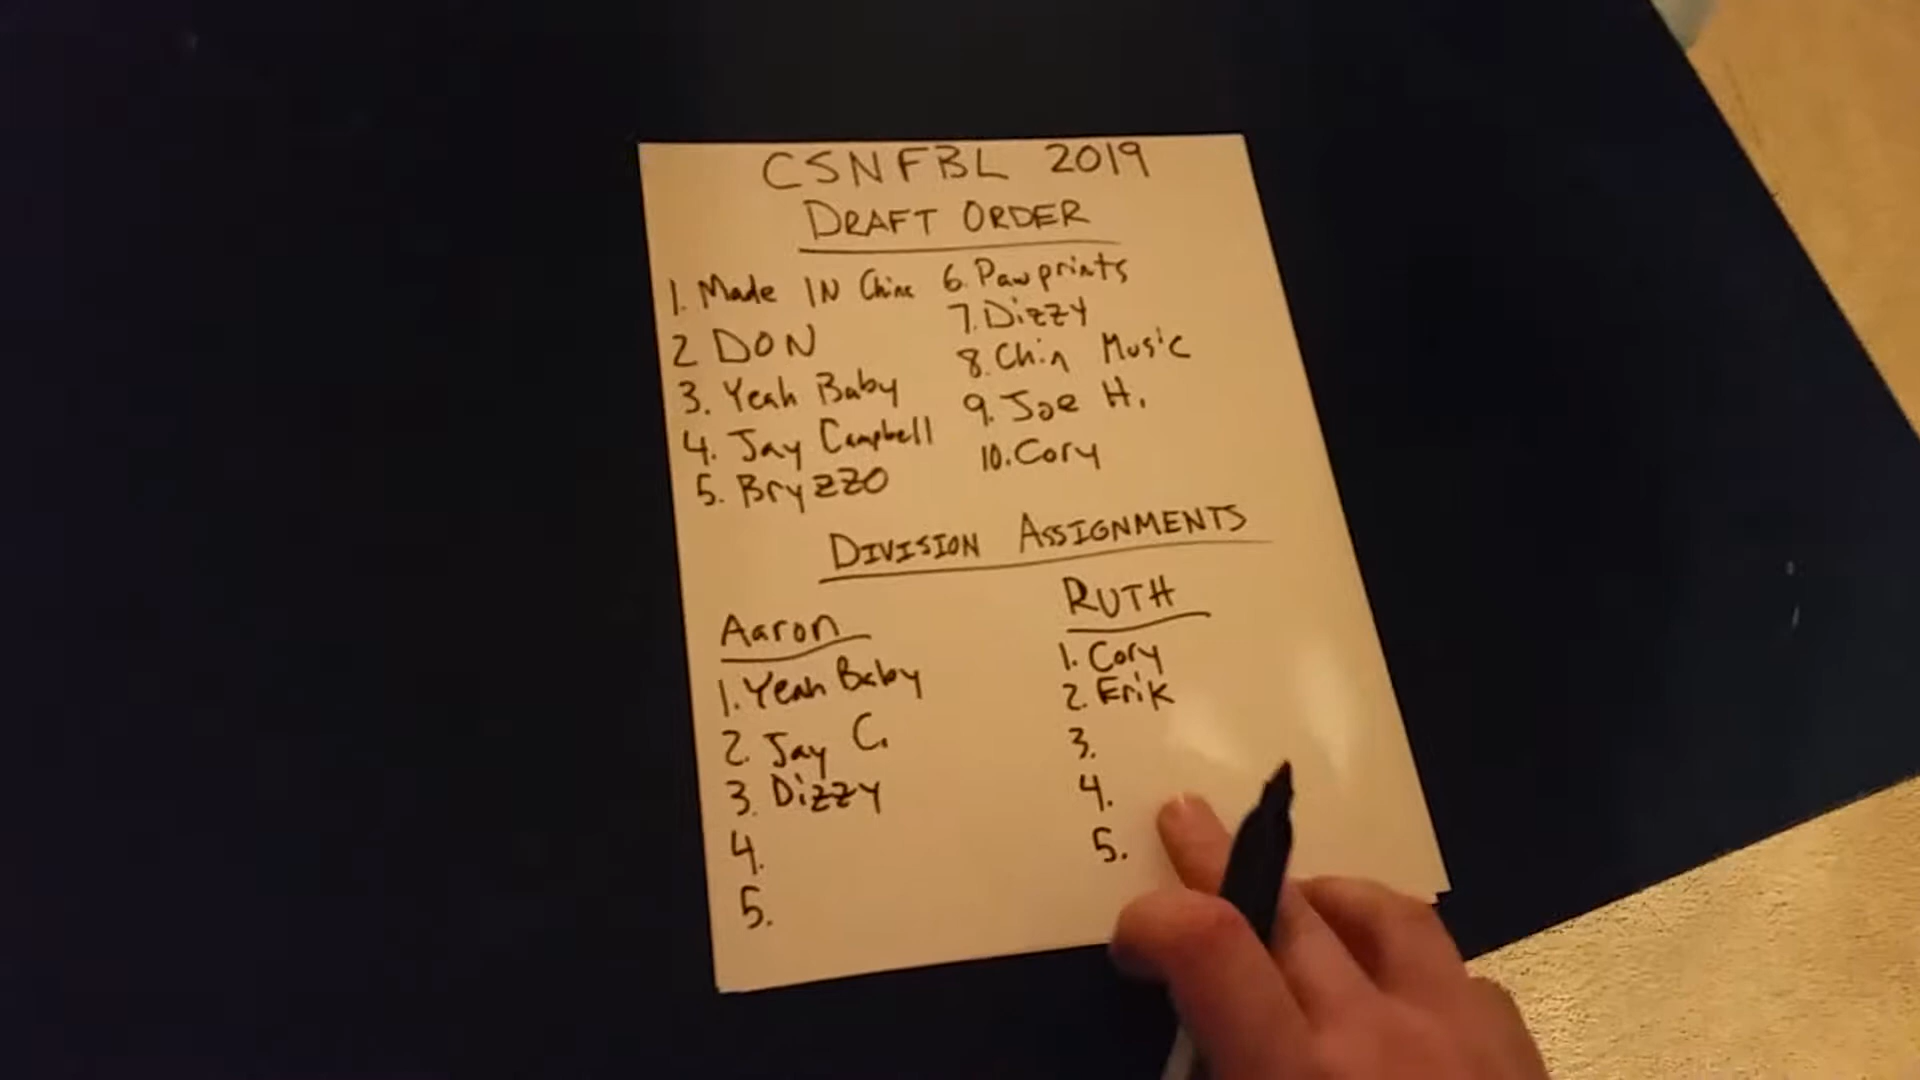 CSNFBL 2019
DRAFT ORDER
1. Made IN China
2 DON
3. Yeah Baby
4. Jay Campbell
5. Bryzzo
6. Pawprints
7. Dizzy
8. Chin Music
9. Joe H.
10. Cory
DIVISION ASSIGNMENTS
Aaron
1. Yeah Baby
2. Jay C.
3. Dizzy
4.
5.
RUTH
1. Cory
2. Erik
3.
4.
5.